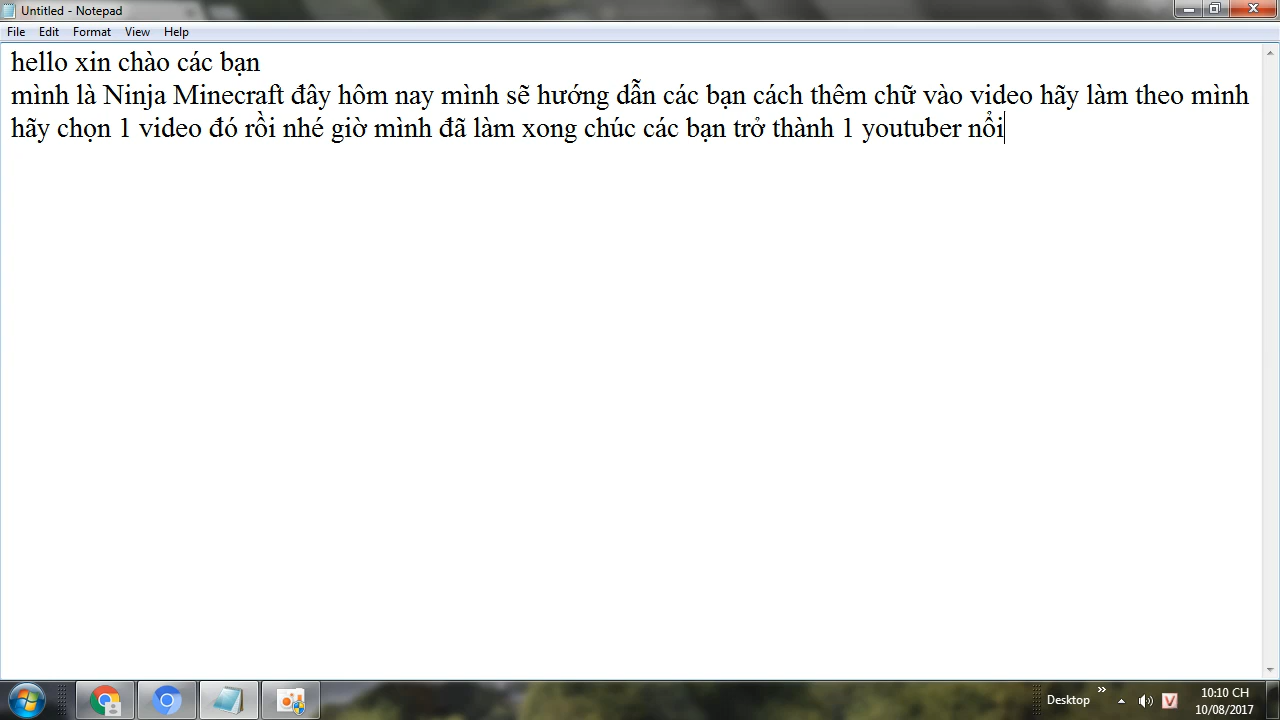 Untitled - Notepad
File Edit Format View Help
hello xin chào các bạn
mình là Ninja Minecraft đây hôm nay mình sẽ hướng dẫn các bạn cách thêm chữ vào video hãy làm theo mình
hãy chọn 1 video đó rồi nhé giờ mình đã làm xong chúc các bạn trở thành 1 youtuber nổi
Desktop
V
10:10 CH
10/08/2017